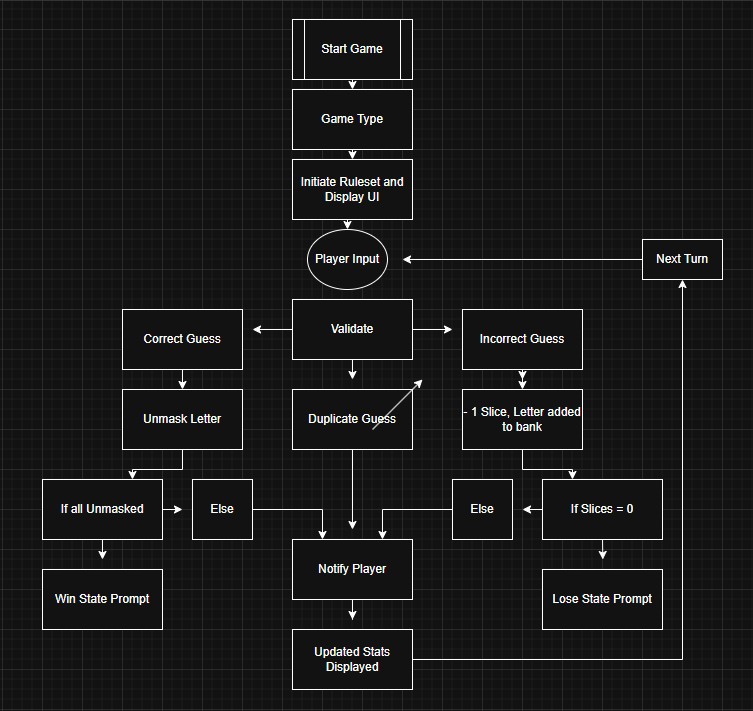 Start Game
Game Type
Initiate Ruleset and
Display UI
Player Input
Next Turn
Correct Guess
Validate
Incorrect Guess
Unmask Letter
Duplicate Guess
- 1 Slice, Letter added
to bank
If all Unmasked
Else
Else
If Slices = 0
Notify Player
Win State Prompt
Lose State Prompt
Updated Stats
Displayed